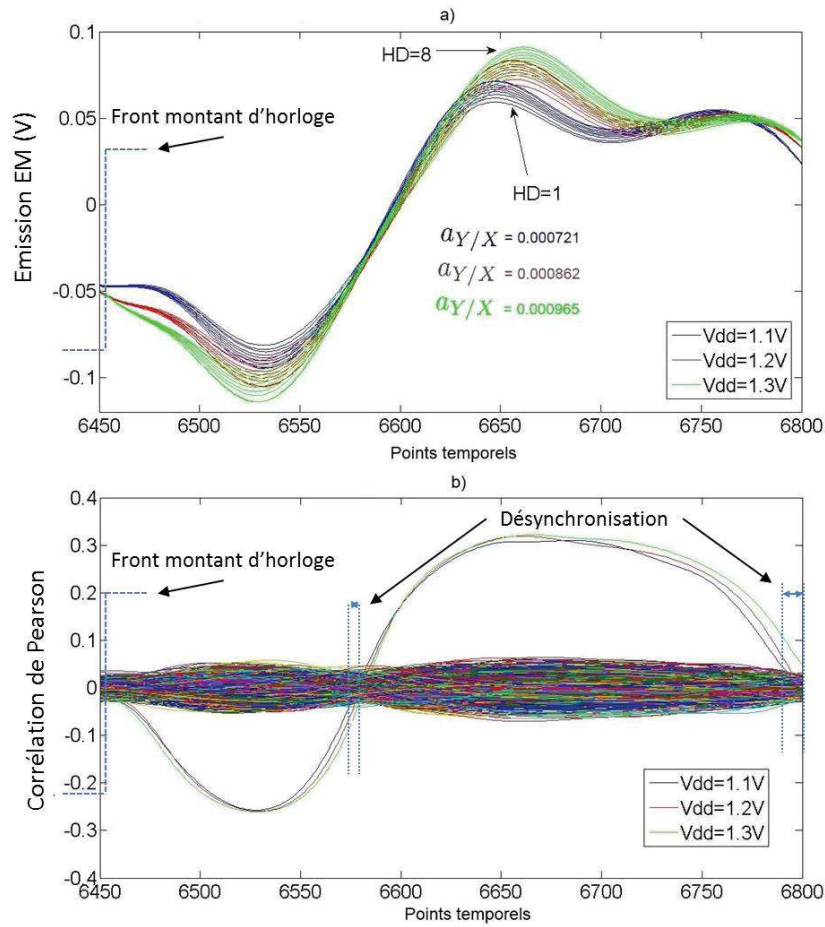 a)
0.1
0.05
0
-0.05
-0.1
Emission EM (V)
Front montant d'horloge
HD=8
HD=1
aY/X = 0.000721
aY/X = 0.000862
aY/X = 0.000965
Vdd=1.1V
Vdd=1.2V
Vdd=1.3V
6450 6500 6550 6600 6650 6700 6750 6800
Points temporels
b)
0.4
0.3
0.2
0.1
0
-0.1
-0.2
-0.3
-0.4
Corrélation de Pearson
Front montant d'horloge
Désynchronisation
Vdd=1.1V
Vdd=1.2V
Vdd=1.3V
6450 6500 6550 6600 6650 6700 6750 6800
Points temporels